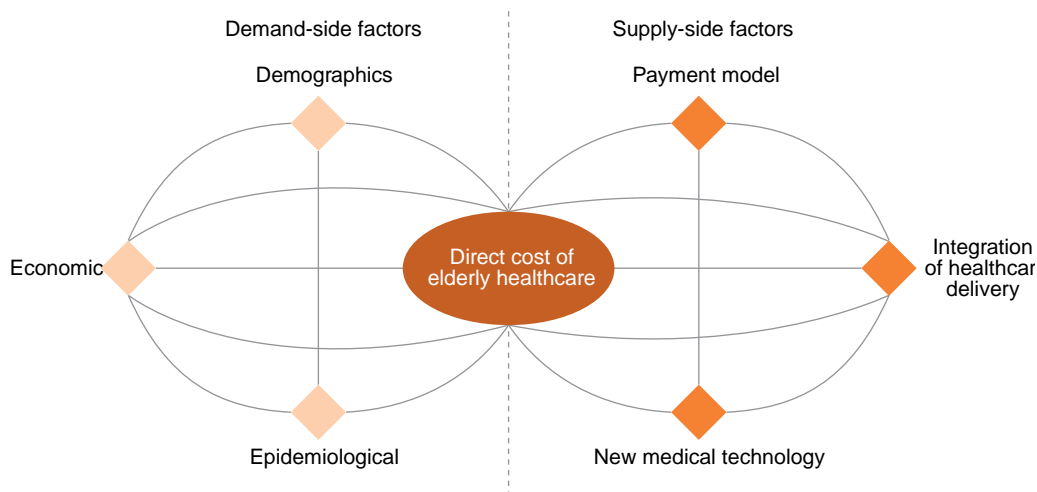 Demand-side factors
Supply-side factors
Demographics
Payment model
Economic
Direct cost of
elderly healthcare
Integration
of healthcar
delivery
Epidemiological
New medical technology